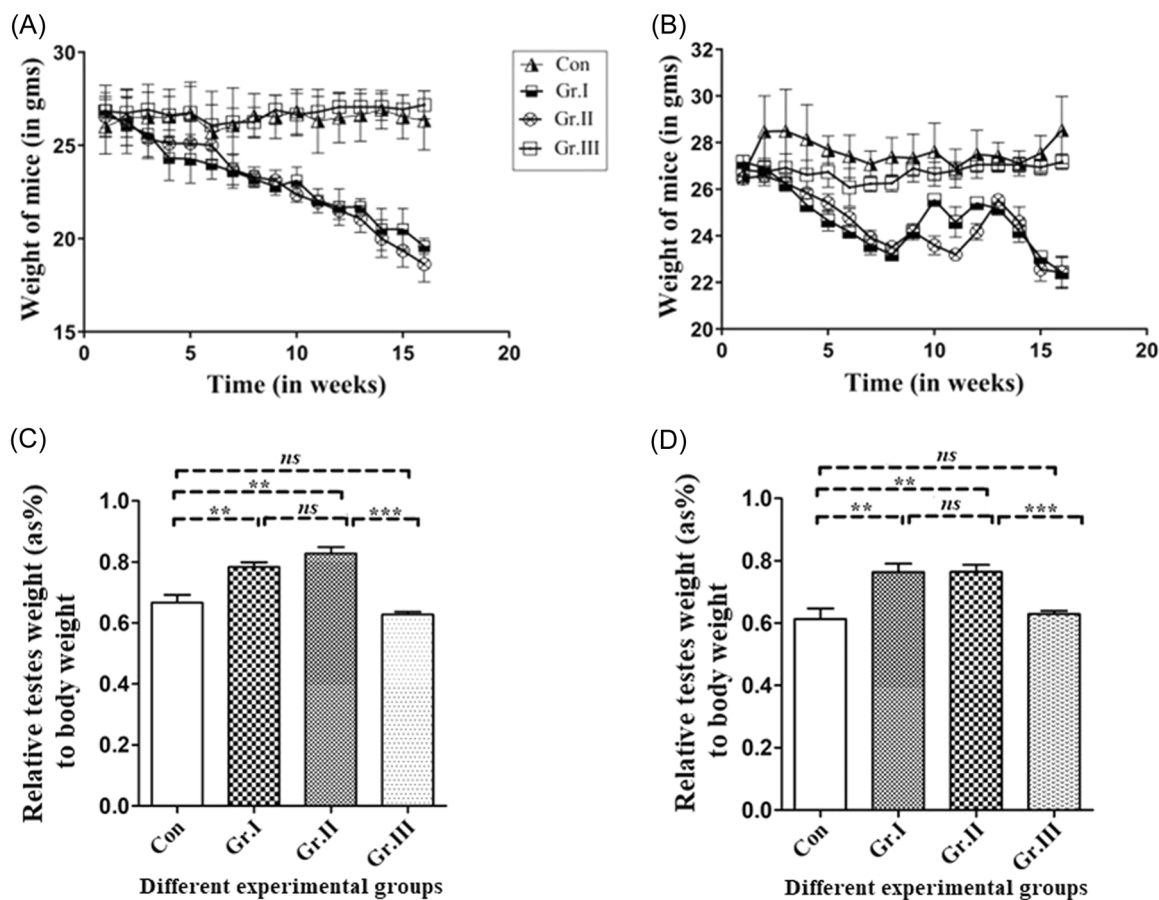 (A)
30
25
20
15
0
5
10
15
20
Weight of mice (in gms)
Time (in weeks)
Con
Gr.I
Gr.II
Gr.III
(B)
32
30
28
26
24
22
20
0
5
10
15
20
Weight of mice (in gms)
Time (in weeks)
(C)
ns
**
**
ns
***
1.0
0.8
0.6
0.4
0.2
0.0
Relative testes weight (as%)
to body weight
Con
Gr.I
Gr.II
Gr.III
Different experimental groups
(D)
ns
**
**
ns
***
1.0
0.8
0.6
0.4
0.2
0.0
Relative testes weight (as%)
to body weight
Con
Gr.I
Gr.II
Gr.III
Different experimental groups